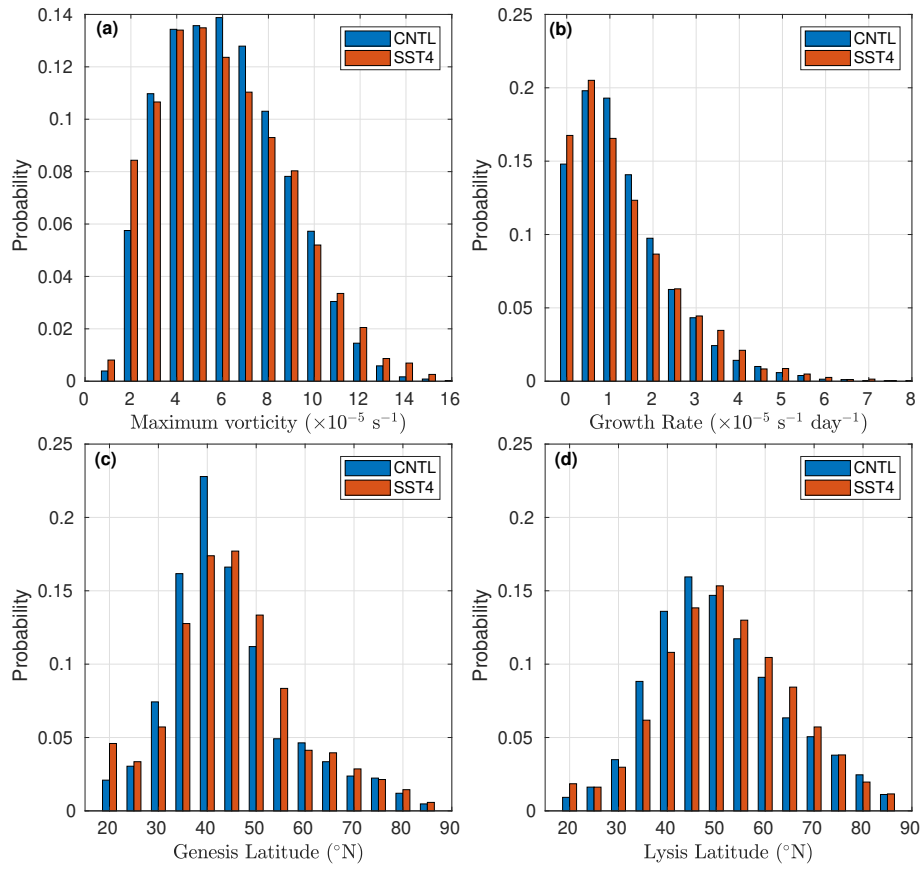 (a)
CNTL
SST4
0.14
0.12
0.1
0.08
0.06
0.04
0.02
0
Probability
0 2 4 6 8 10 12 14 16
Maximum vorticity (×10⁻⁵ s⁻¹)
(b)
CNTL
SST4
0.25
0.2
0.15
0.1
0.05
0
Probability
0 1 2 3 4 5 6 7 8
Growth Rate (×10⁻⁵ s⁻¹ day⁻¹)
(c)
CNTL
SST4
0.25
0.2
0.15
0.1
0.05
0
Probability
20 30 40 50 60 70 80 90
Genesis Latitude (°N)
(d)
CNTL
SST4
0.25
0.2
0.15
0.1
0.05
0
Probability
20 30 40 50 60 70 80 90
Lysis Latitude (°N)